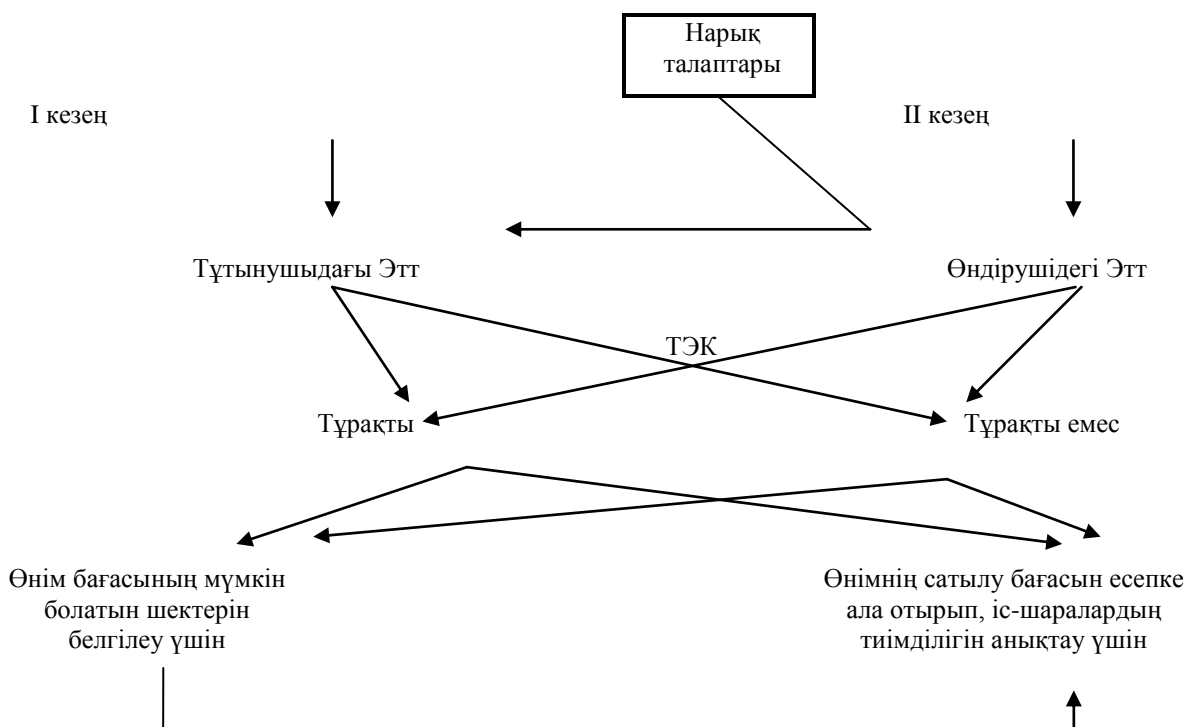 Нарық
талаптары
I кезең
II кезең
Тұтынушыдағы Этт
Өндірушідегі Этт
ТЭК
Тұрақты
Тұрақты емес
Өнім бағасының мүмкін
болатын шектерін
белгілеу үшін
Өнімнің сатылу бағасын есепке
ала отырып, іс-шаралардың
тиімділігін анықтау үшін